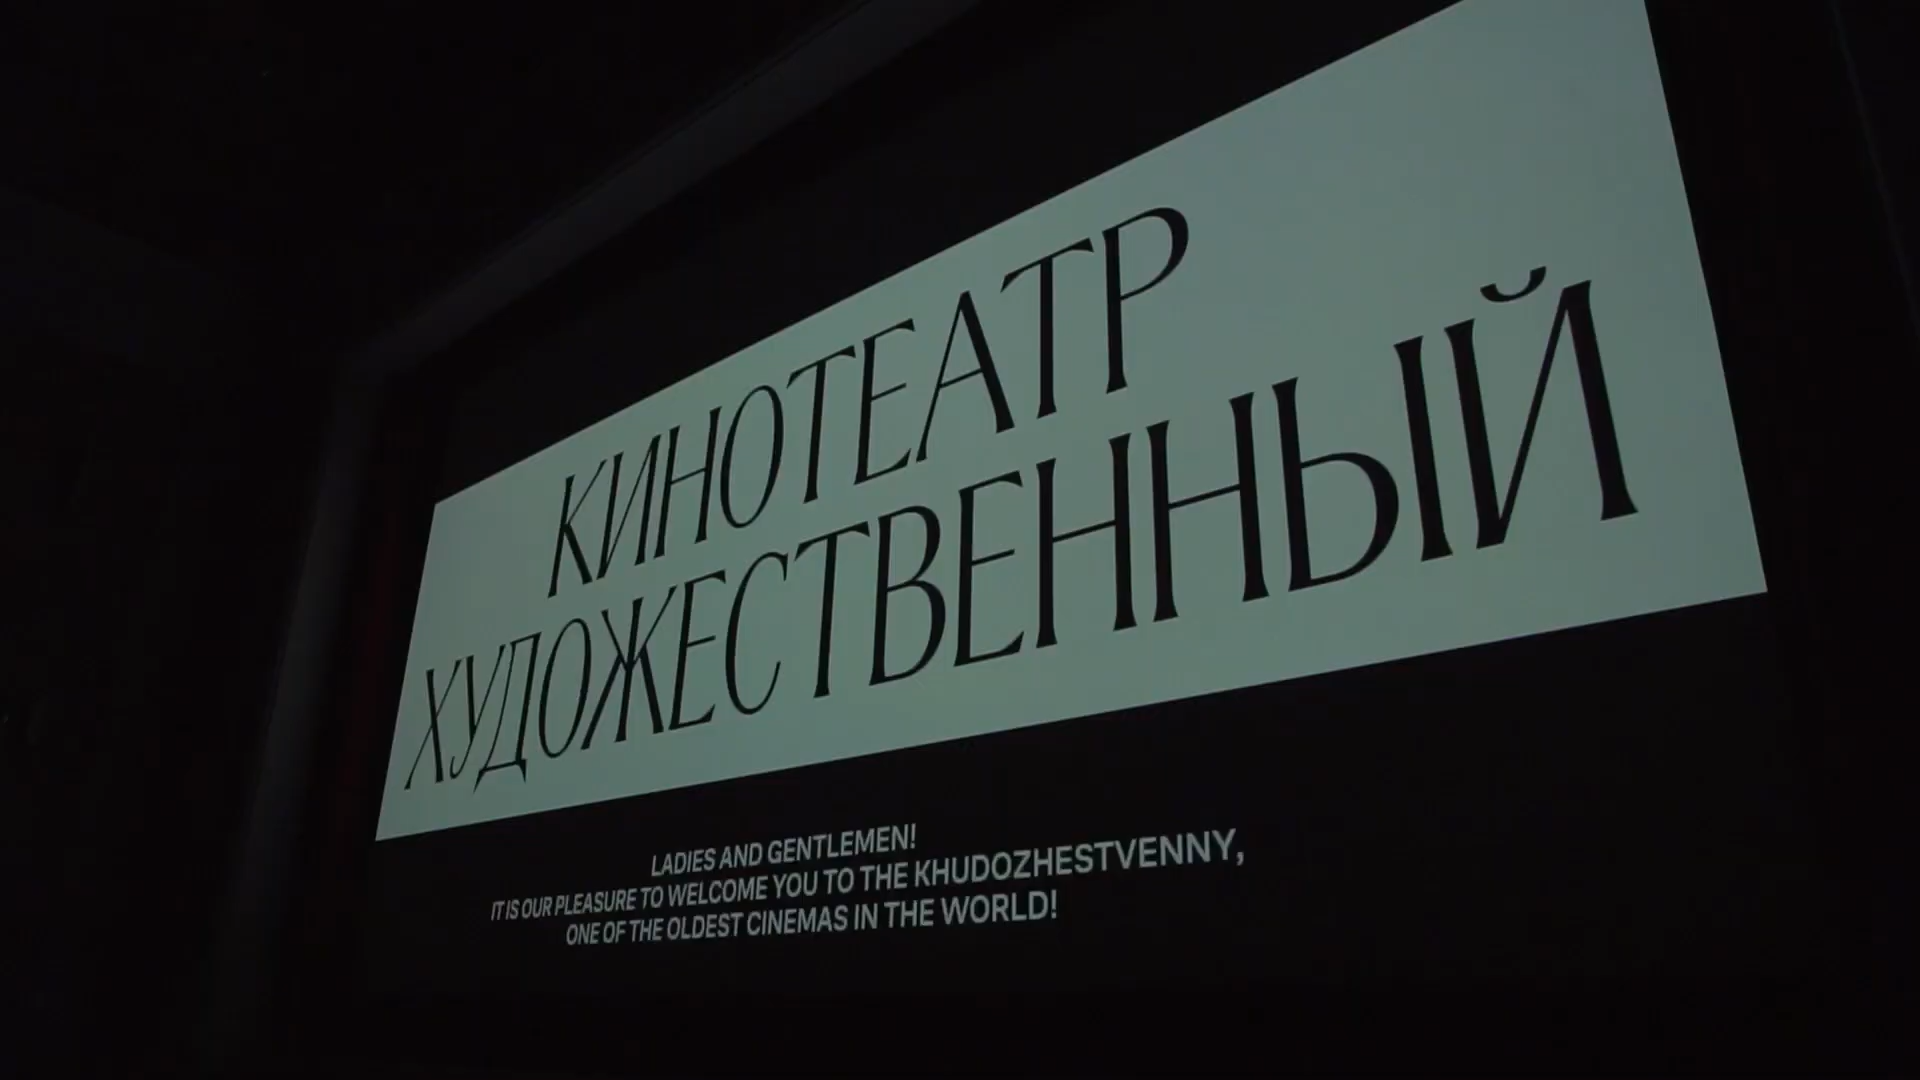 КИНОТЕАТР
ХУДОЖЕСТВЕННЫЙ
LADIES AND GENTLEMEN!
IT IS OUR PLEASURE TO WELCOME YOU TO THE KHUDOZHESTVENNY,
ONE OF THE OLDEST CINEMAS IN THE WORLD!